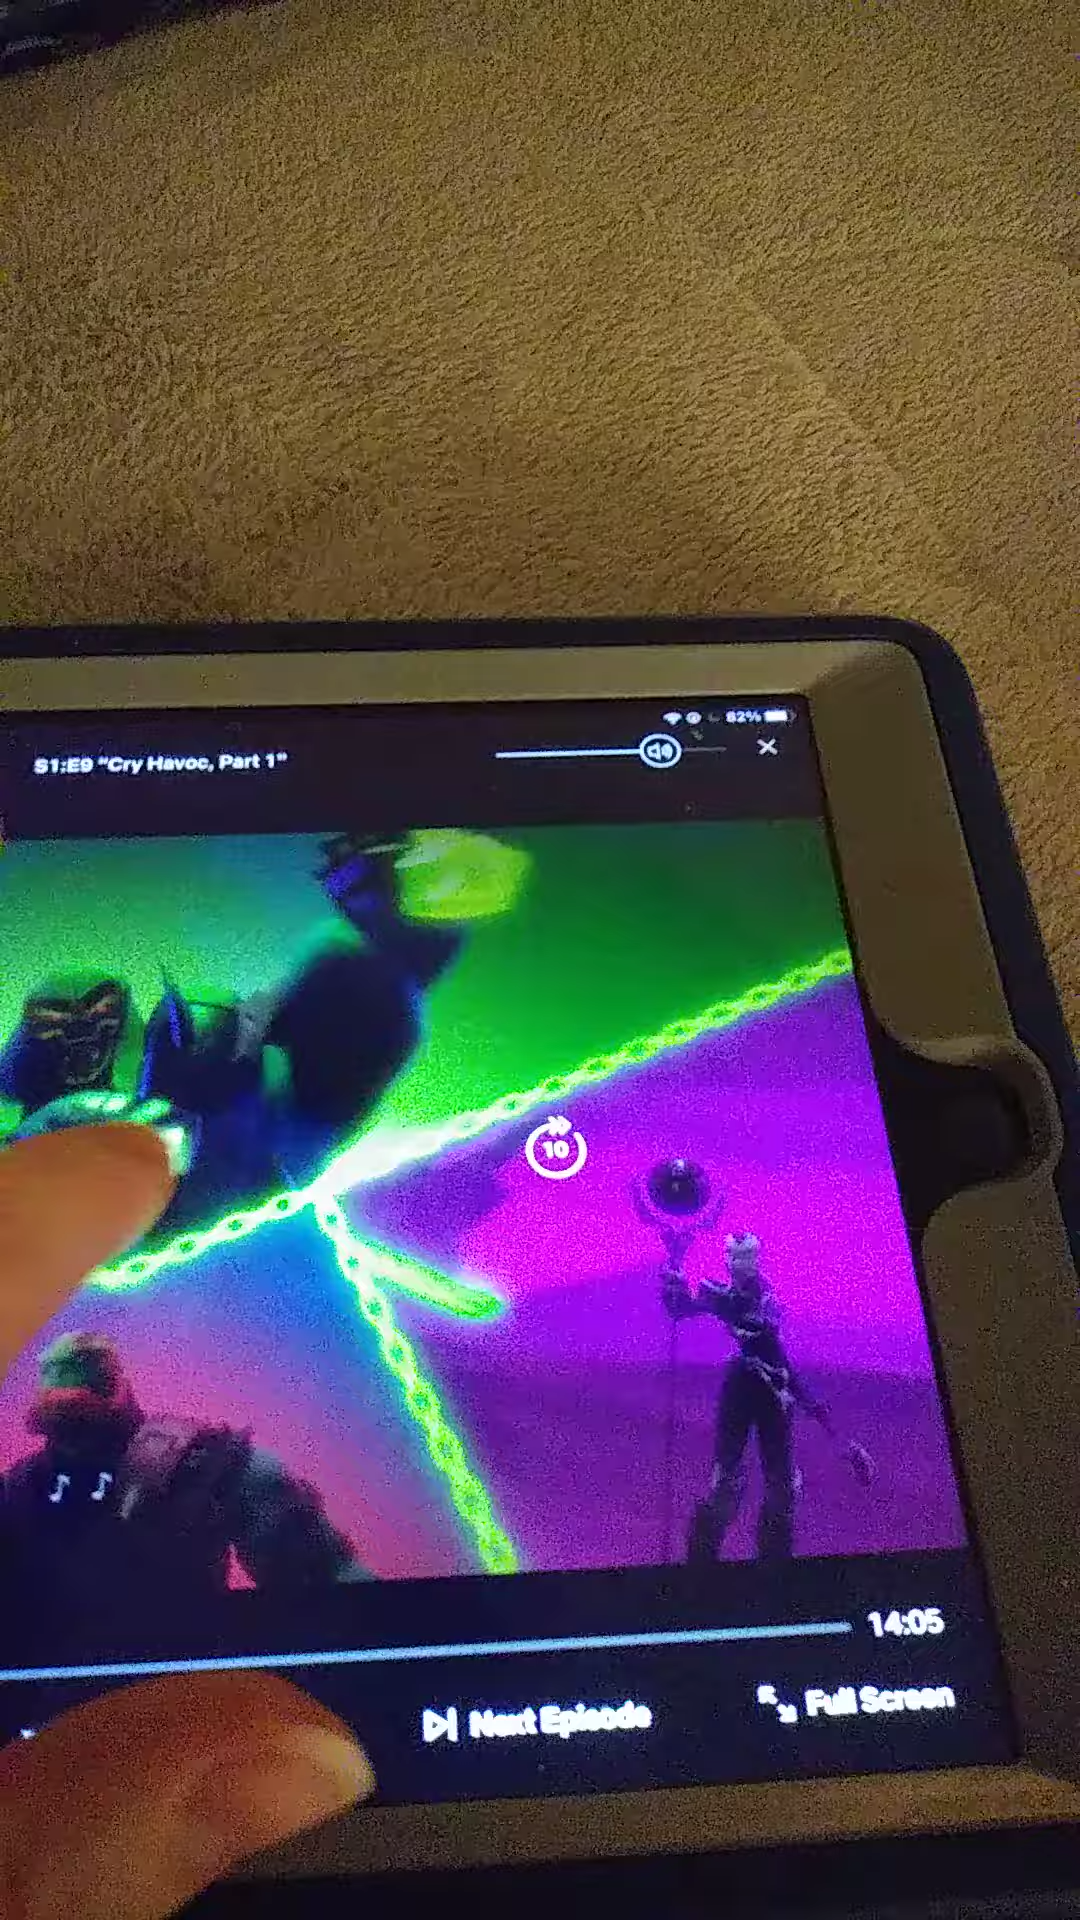 82%
S1:E9 "Cry Havoc, Part 1"
10
♪ ♪
14:05
Next Episode
Full Screen